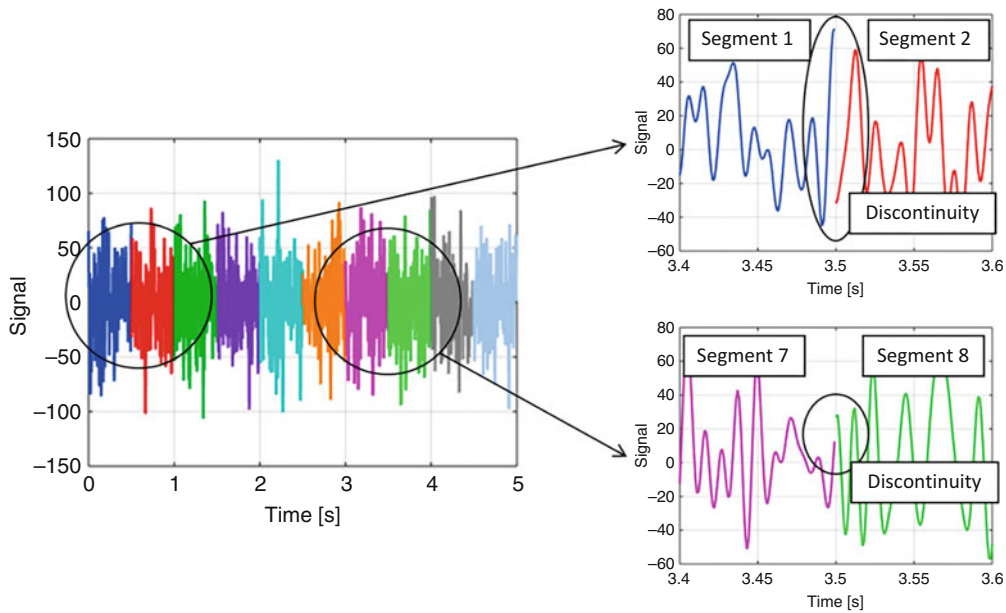 150
100
50
0
−50
−100
−150
Signal
0 1 2 3 4 5
Time [s]
80
60
40
20
0
−20
−40
−60
Signal
Segment 1
Segment 2
Discontinuity
3.4 3.45 3.5 3.55 3.6
Time [s]
80
60
40
20
0
−20
−40
−60
Signal
Segment 7
Segment 8
Discontinuity
3.4 3.45 3.5 3.55 3.6
Time [s]